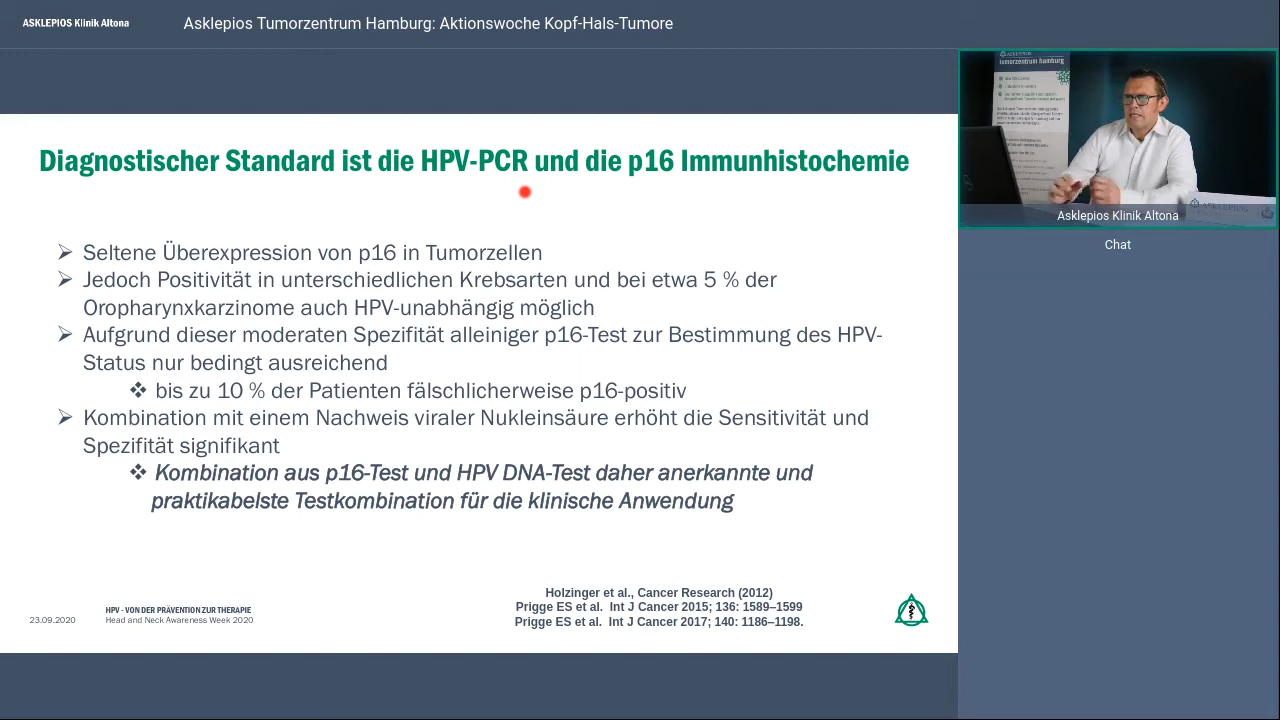 ASKLEPIOS Klinik Altona
Asklepios Tumorzentrum Hamburg: Aktionswoche Kopf-Hals-Tumore
Diagnostischer Standard ist die HPV-PCR und die p16 Immunhistochemie
➢ Seltene Überexpression von p16 in Tumorzellen
➢ Jedoch Positivität in unterschiedlichen Krebsarten und bei etwa 5 % der
Oropharynxkarzinome auch HPV-unabhängig möglich
➢ Aufgrund dieser moderaten Spezifität alleiniger p16-Test zur Bestimmung des HPV-
Status nur bedingt ausreichend
❖ bis zu 10 % der Patienten fälschlicherweise p16-positiv
➢ Kombination mit einem Nachweis viraler Nukleinsäure erhöht die Sensitivität und
Spezifität signifikant
❖ Kombination aus p16-Test und HPV DNA-Test daher anerkannte und
praktikabelste Testkombination für die klinische Anwendung
Holzinger et al., Cancer Research (2012)
Prigge ES et al. Int J Cancer 2015; 136: 1589–1599
Prigge ES et al. Int J Cancer 2017; 140: 1186–1198.
23.09.2020
HPV - VON DER PRÄVENTION ZUR THERAPIE
Head and Neck Awareness Week 2020
ASKLEPIOS
tumorzentrum hamburg
ASKLEPIOS
Asklepios Klinik Altona
Chat